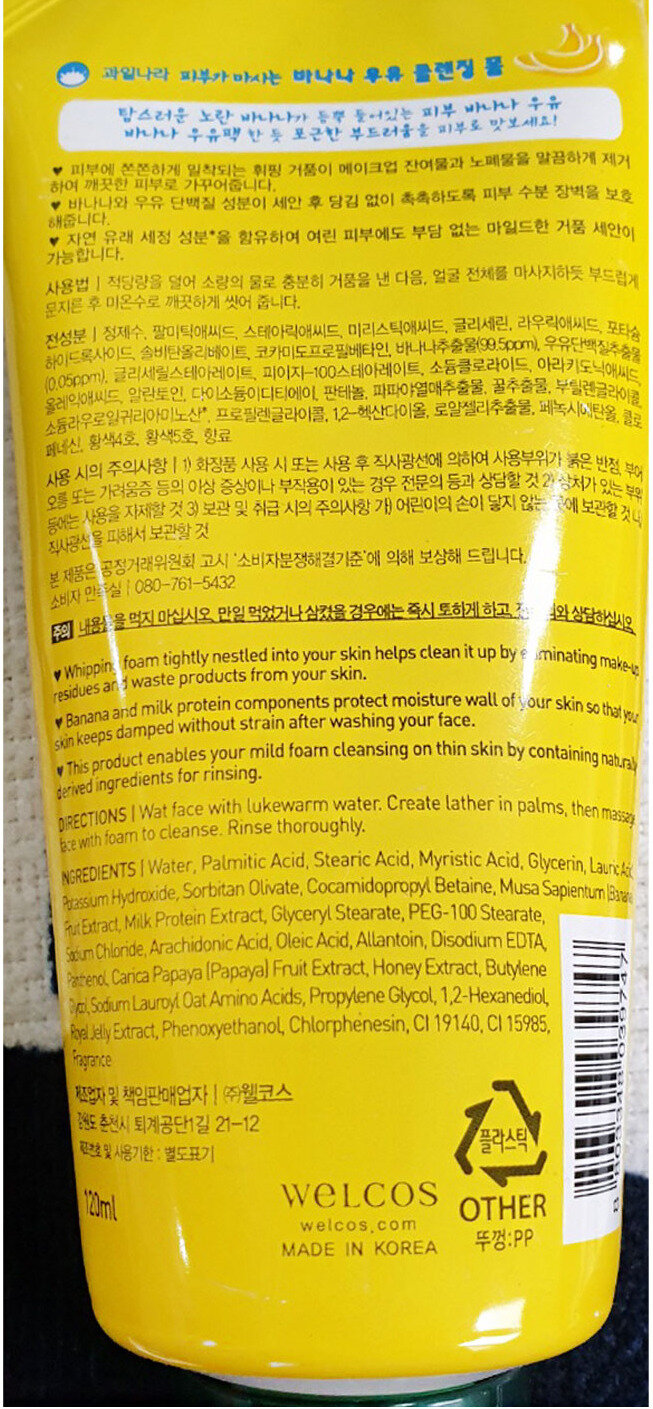 과일나라 피부가 마시는 바나나 우유 클렌징 폼
탐스러운 노란 바나나가 듬뿍 들어있는 피부 바나나 우유
바나나 우유팩 한 듯 포근한 부드러움을 피부로 맛보세요!
♥ 피부에 쫀쫀하게 밀착되는 휘핑 거품이 메이크업 잔여물과 노폐물을 말끔하게 제거
하여 깨끗한 피부로 가꾸어줍니다.
♥ 바나나와 우유 단백질 성분이 세안 후 당김 없이 촉촉하도록 피부 수분 장벽을 보호
해줍니다.
♥ 자연 유래 세정 성분*을 함유하여 여린 피부에도 부담 없는 마일드한 거품 세안이
가능합니다.
사용법 | 적당량을 덜어 소량의 물로 충분히 거품을 낸 다음, 얼굴 전체를 마사지하듯 부드럽게
문지른 후 미온수로 깨끗하게 씻어 줍니다.
전성분 | 정제수, 팔미틱애씨드, 스테아릭애씨드, 미리스틱애씨드, 글리세린, 라우릭애씨드, 포타슘
하이드록사이드, 솔비탄올리베이트, 코카미도프로필베타인, 바나나추출물(99.5ppm), 우유단백질추출물
(0.05ppm), 글리세릴스테아레이트, 피이지-100스테아레이트, 소듐클로라이드, 아라키도닉애씨드,
올레익애씨드, 알란토인, 다이소듐이디티에이, 판테놀, 파파야열매추출물, 꿀추출물, 부틸렌글라이콜,
소듐라우로일귀리아미노산*, 프로필렌글라이콜, 1,2-헥산다이올, 로얄젤리추출물, 페녹시에탄올, 클로
페네신, 황색4호, 황색5호, 향료
사용 시의 주의사항 | 1) 화장품 사용 시 또는 사용 후 직사광선에 의하여 사용부위가 붉은 반점, 부어
오름 또는 가려움증 등의 이상 증상이나 부작용이 있는 경우 전문의 등과 상담할 것 2) 상처가 있는 부위
등에는 사용을 자제할 것 3) 보관 및 취급 시의 주의사항 가) 어린이의 손이 닿지 않는 곳에 보관할 것 나)
직사광선을 피해서 보관할 것
본 제품은 공정거래위원회 고시 '소비자분쟁해결기준'에 의해 보상해 드립니다.
소비자 만족실 | 080-761-5432
주의 내용물을 먹지 마십시오, 만일 먹었거나 삼켰을 경우에는 즉시 토하게 하고, 상담하십시오.
♥ Whipping foam tightly nestled into your skin helps clean it up by eliminating make-up
residues and waste products from your skin.
♥ Banana and milk protein components protect moisture wall of your skin so that your
skin keeps damped without strain after washing your face.
♥ This product enables your mild foam cleansing on thin skin by containing naturally
derived ingredients for rinsing.
DIRECTIONS | Wat face with lukewarm water. Create lather in palms, then massage
face with foam to cleanse. Rinse thoroughly.
INGREDIENTS | Water, Palmitic Acid, Stearic Acid, Myristic Acid, Glycerin, Lauric Acid,
Potassium Hydroxide, Sorbitan Olivate, Cocamidopropyl Betaine, Musa Sapientum (Banana)
Fruit Extract, Milk Protein Extract, Glyceryl Stearate, PEG-100 Stearate,
Sodium Chloride, Arachidonic Acid, Oleic Acid, Allantoin, Disodium EDTA,
Panthenol, Carica Papaya (Papaya) Fruit Extract, Honey Extract, Butylene
Glycol, Sodium Lauroyl Oat Amino Acids, Propylene Glycol, 1,2-Hexanediol,
Royal Jelly Extract, Phenoxyethanol, Chlorphenesin, CI 19140, CI 15985,
Fragrance
제조업자 및 책임판매업자 | (주)웰코스
강원도 춘천시 퇴계공단1길 21-12
제조번호 및 사용기한 : 별도표기
120ml
플라스틱
OTHER
뚜껑:PP
WELCOS
welcos.com
MADE IN KOREA
8 803348 039747